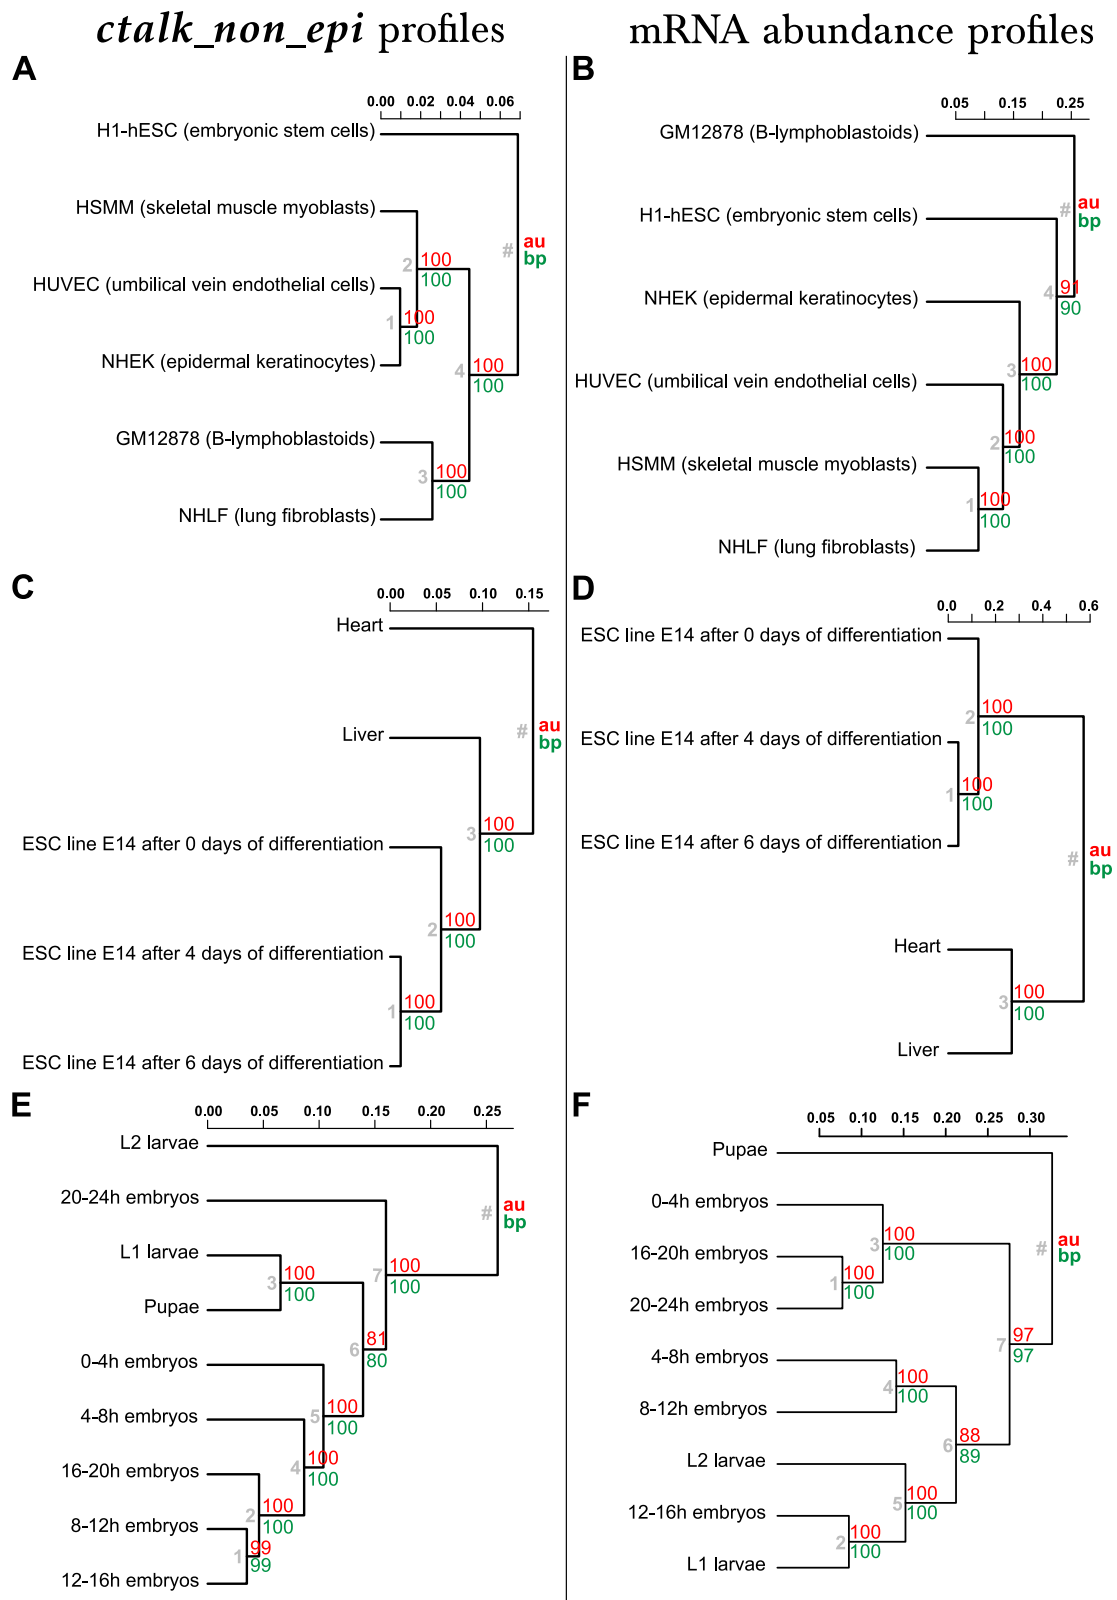 ctalk_non_epi profiles
mRNA abundance profiles
A
0.00 0.02 0.04 0.06
H1-hESC (embryonic stem cells)
HSMM (skeletal muscle myoblasts)
# au
bp
2 100
100
HUVEC (umbilical vein endothelial cells)
1 100
100
NHEK (epidermal keratinocytes)
4 100
100
GM12878 (B-lymphoblastoids)
3 100
100
NHLF (lung fibroblasts)
B
0.05 0.15 0.25
GM12878 (B-lymphoblastoids)
# au
bp
H1-hESC (embryonic stem cells)
4 91
90
NHEK (epidermal keratinocytes)
3 100
100
HUVEC (umbilical vein endothelial cells)
2 100
100
HSMM (skeletal muscle myoblasts)
1 100
100
NHLF (lung fibroblasts)
C
0.00 0.05 0.10 0.15
Heart
# au
bp
Liver
3 100
100
ESC line E14 after 0 days of differentiation
2 100
100
ESC line E14 after 4 days of differentiation
1 100
100
ESC line E14 after 6 days of differentiation
D
0.0 0.2 0.4 0.6
ESC line E14 after 0 days of differentiation
2 100
100
ESC line E14 after 4 days of differentiation
1 100
100
ESC line E14 after 6 days of differentiation
# au
bp
Heart
3 100
100
Liver
E
0.00 0.05 0.10 0.15 0.20 0.25
L2 larvae
20-24h embryos
# au
bp
L1 larvae
7 100
100
3 100
100
Pupae
6 81
80
0-4h embryos
5 100
100
4-8h embryos
4 100
100
16-20h embryos
2 100
100
8-12h embryos
1 99
99
12-16h embryos
F
0.05 0.10 0.15 0.20 0.25 0.30
Pupae
0-4h embryos
3 100
100
# au
bp
16-20h embryos
1 100
100
20-24h embryos
7 97
97
4-8h embryos
4 100
100
8-12h embryos
6 88
89
L2 larvae
5 100
100
12-16h embryos
2 100
100
L1 larvae